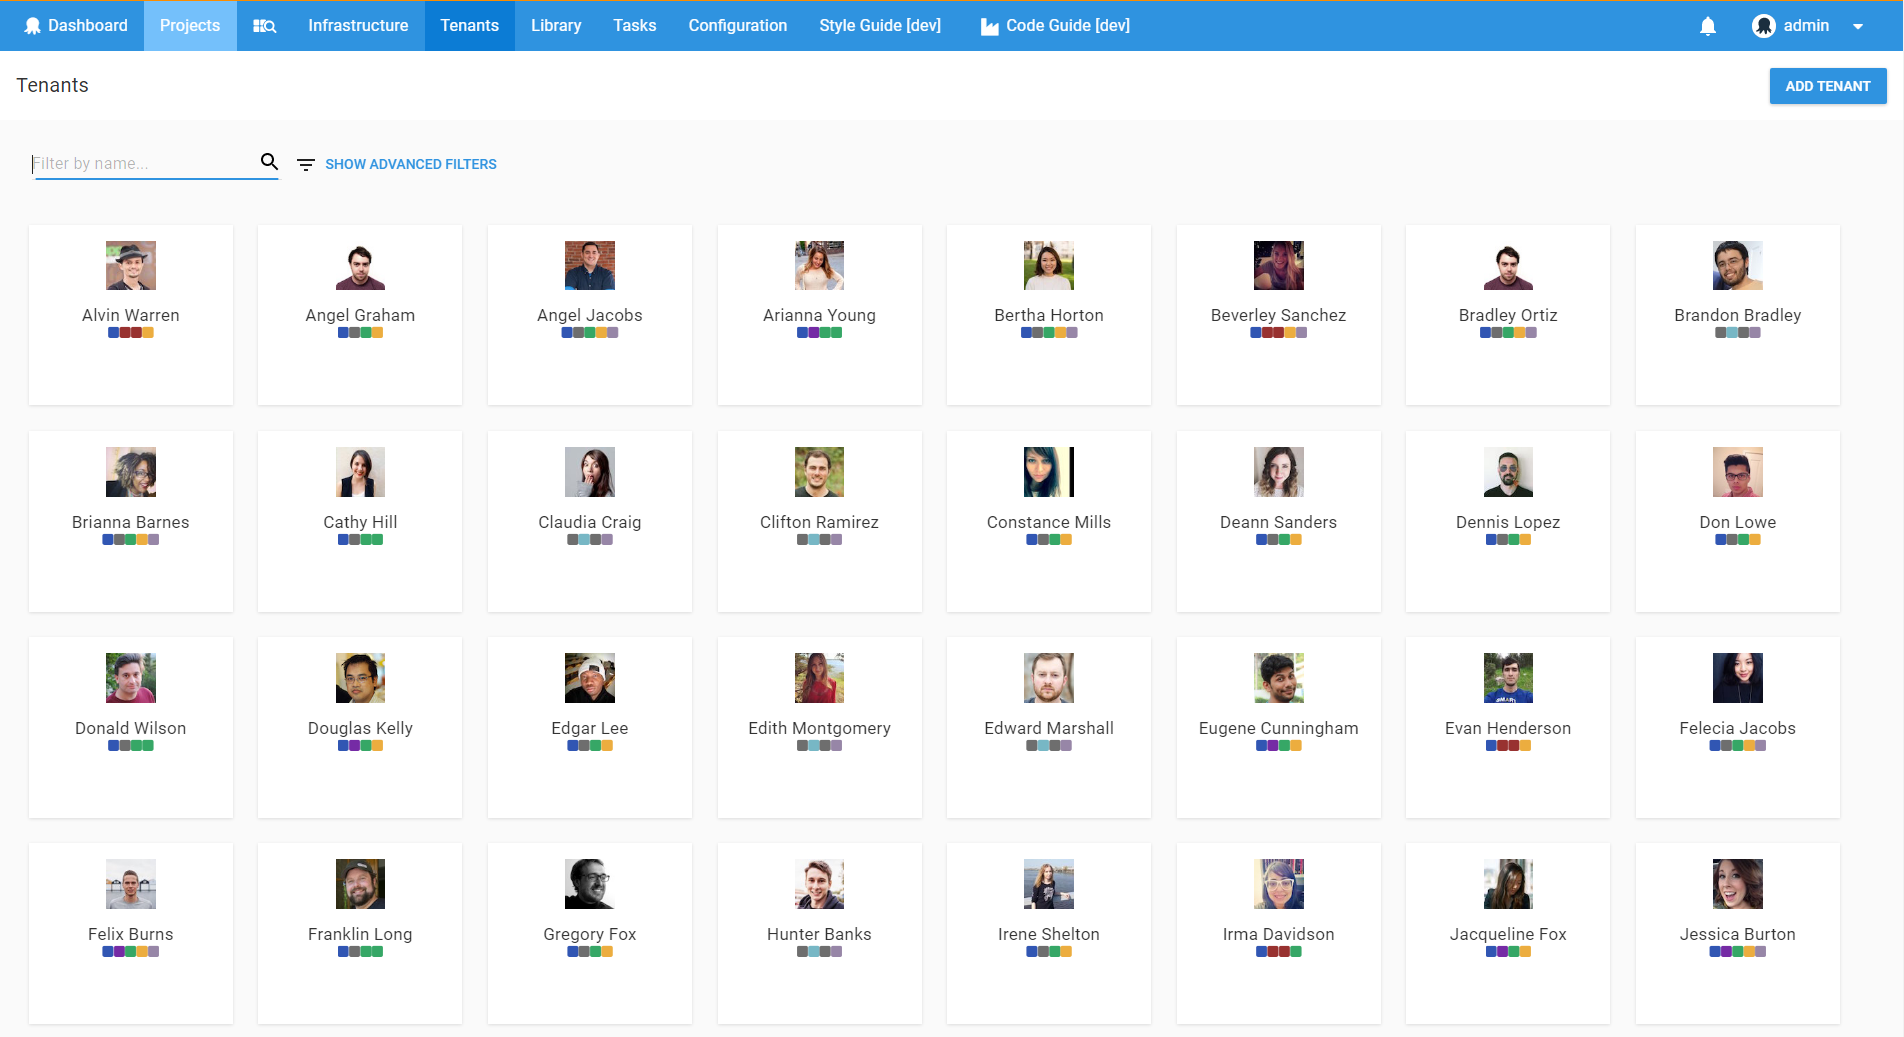 Dashboard Projects Infrastructure Tenants Library Tasks Configuration Style Guide [dev] Code Guide [dev] admin
Tenants ADD TENANT
Filter by name... SHOW ADVANCED FILTERS
Alvin Warren Angel Graham Angel Jacobs Arianna Young Bertha Horton Beverley Sanchez Bradley Ortiz Brandon Bradley
Brianna Barnes Cathy Hill Claudia Craig Clifton Ramirez Constance Mills Deann Sanders Dennis Lopez Don Lowe
Donald Wilson Douglas Kelly Edgar Lee Edith Montgomery Edward Marshall Eugene Cunningham Evan Henderson Felecia Jacobs
Felix Burns Franklin Long Gregory Fox Hunter Banks Irene Shelton Irma Davidson Jacqueline Fox Jessica Burton